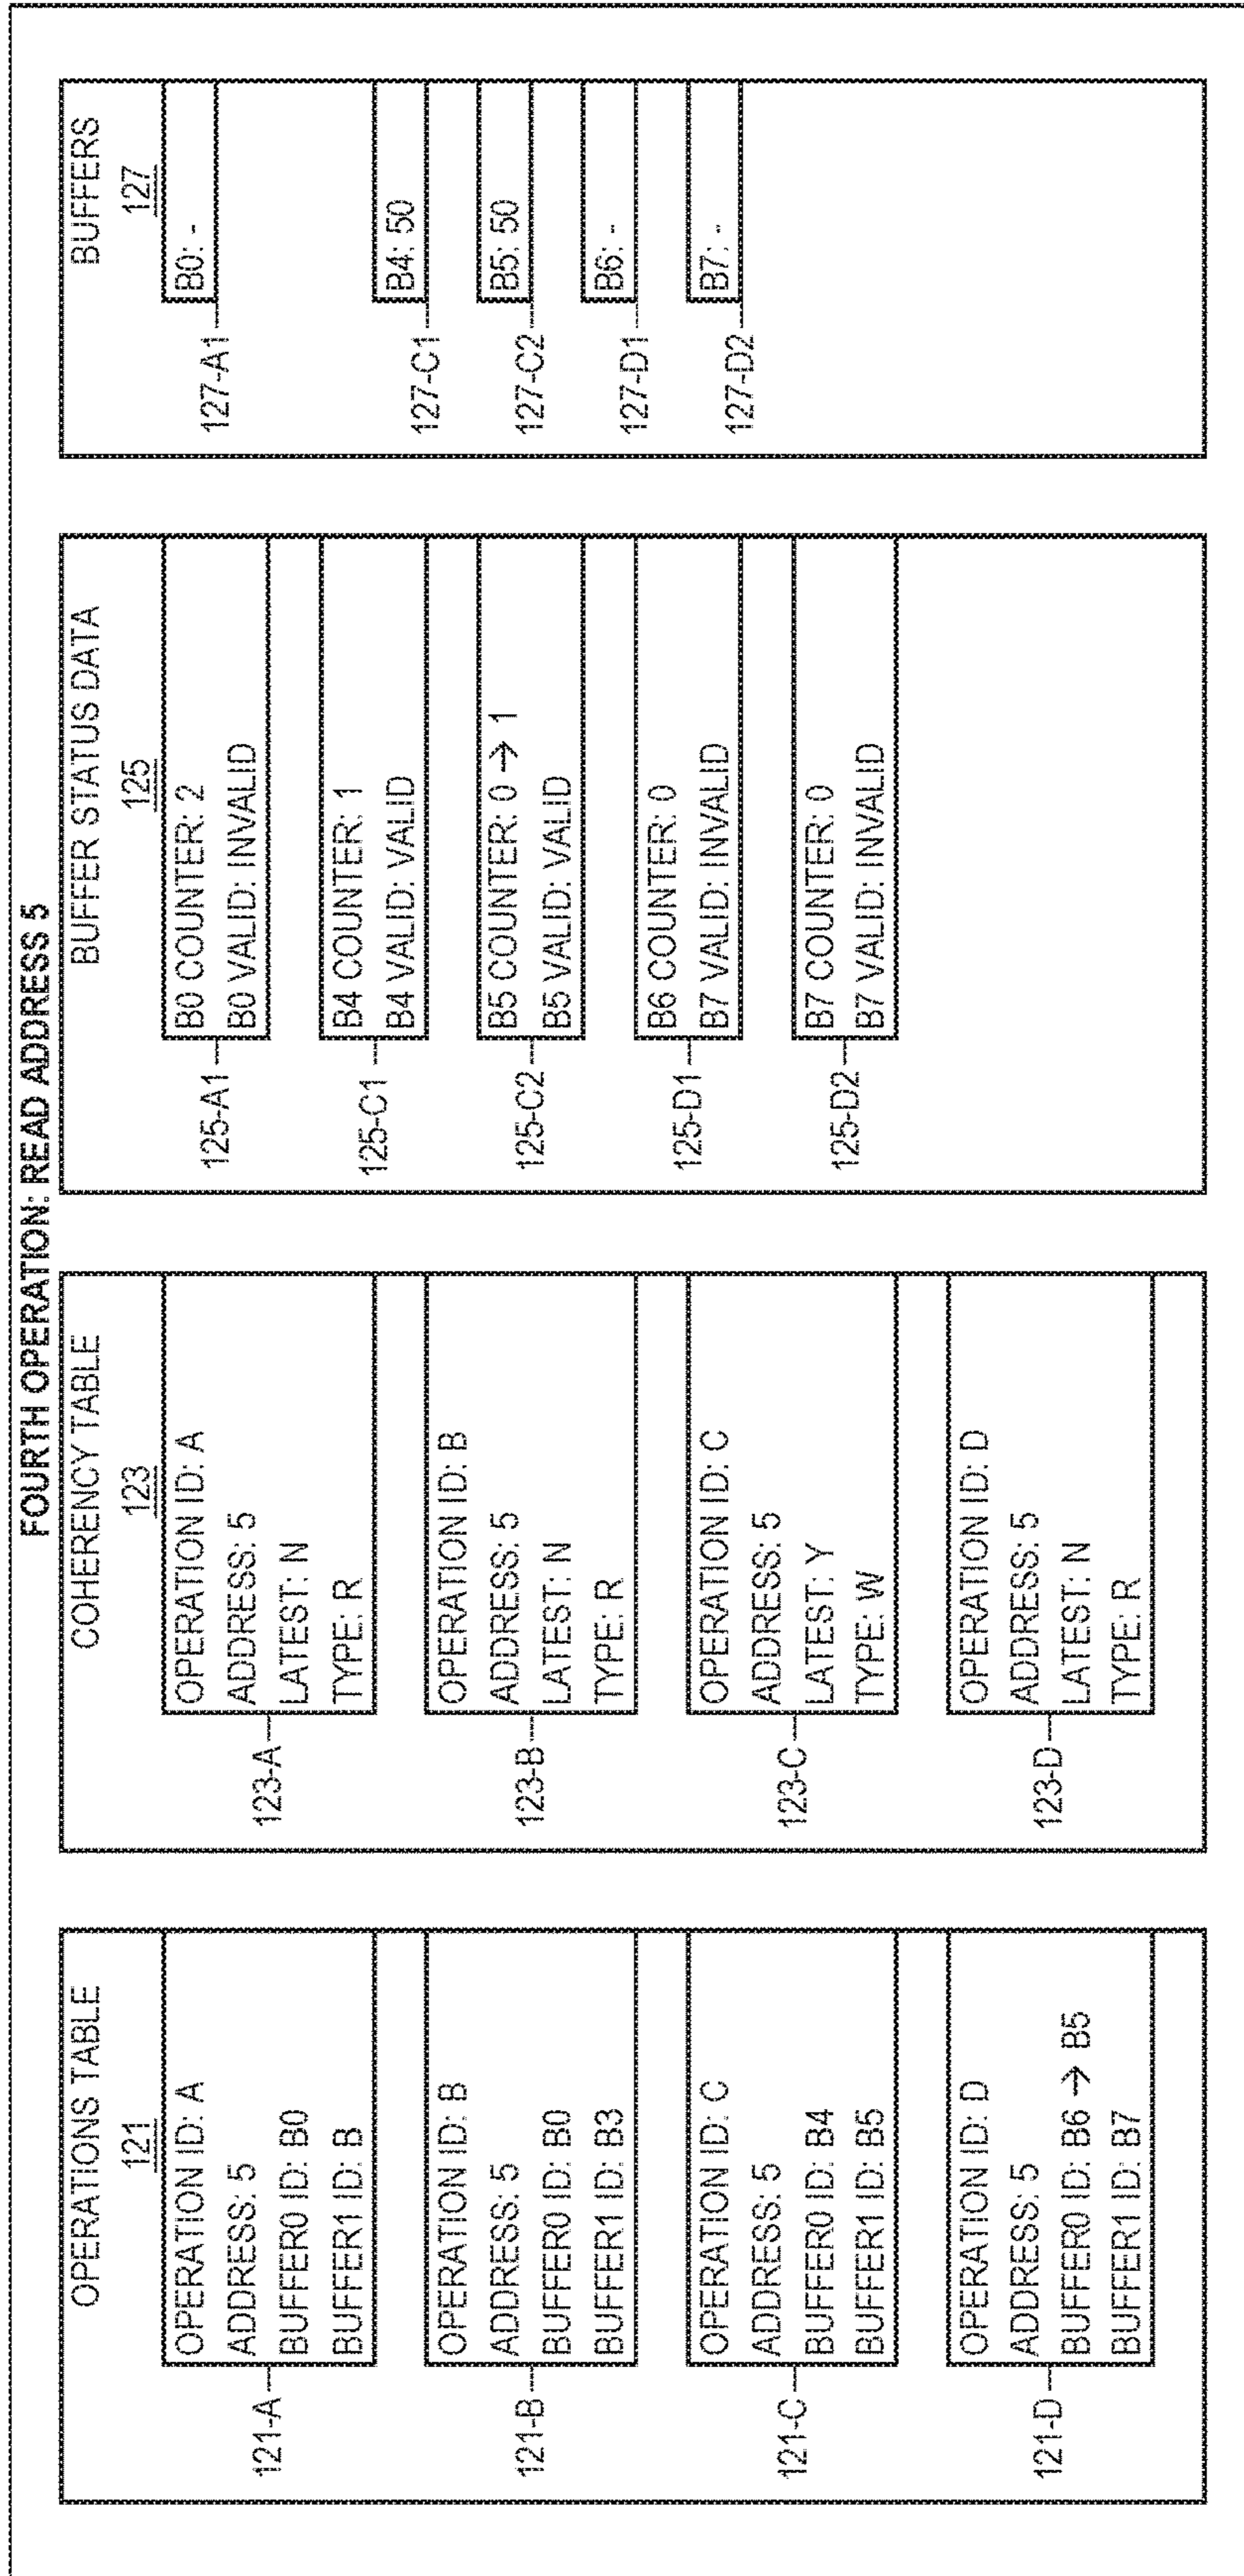 FOURTH OPERATION: READ ADDRESS 5
OPERATIONS TABLE
121
121-A
OPERATION ID: A
ADDRESS: 5
BUFFER0 ID: B0
BUFFER1 ID: B
121-B
OPERATION ID: B
ADDRESS: 5
BUFFER0 ID: B0
BUFFER1 ID: B3
121-C
OPERATION ID: C
ADDRESS: 5
BUFFER0 ID: B4
BUFFER1 ID: B5
121-D
OPERATION ID: D
ADDRESS: 5
BUFFER0 ID: B6 → B5
BUFFER1 ID: B7
COHERENCY TABLE
123
123-A
OPERATION ID: A
ADDRESS: 5
LATEST: N
TYPE: R
123-B
OPERATION ID: B
ADDRESS: 5
LATEST: N
TYPE: R
123-C
OPERATION ID: C
ADDRESS: 5
LATEST: Y
TYPE: W
123-D
OPERATION ID: D
ADDRESS: 5
LATEST: N
TYPE: R
BUFFER STATUS DATA
125
125-A1
B0 COUNTER: 2
B0 VALID: INVALID
125-C1
B4 COUNTER: 1
B4 VALID: VALID
125-C2
B5 COUNTER: 0 → 1
B5 VALID: VALID
125-D1
B6 COUNTER: 0
B7 VALID: INVALID
125-D2
B7 COUNTER: 0
B7 VALID: INVALID
BUFFERS
127
127-A1
B0: -
127-C1
B4: 50
127-C2
B5: 50
127-D1
B6: -
127-D2
B7: -